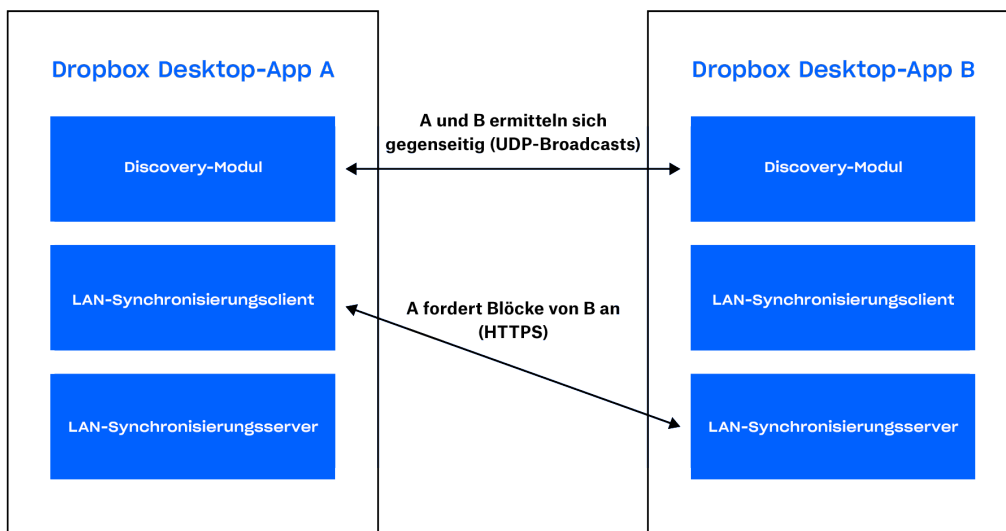 Dropbox Desktop-App A
Discovery-Modul
LAN-Synchronisierungsclient
LAN-Synchronisierungsserver
A und B ermitteln sich
gegenseitig (UDP-Broadcasts)
A fordert Blöcke von B an
(HTTPS)
Dropbox Desktop-App B
Discovery-Modul
LAN-Synchronisierungsclient
LAN-Synchronisierungsserver